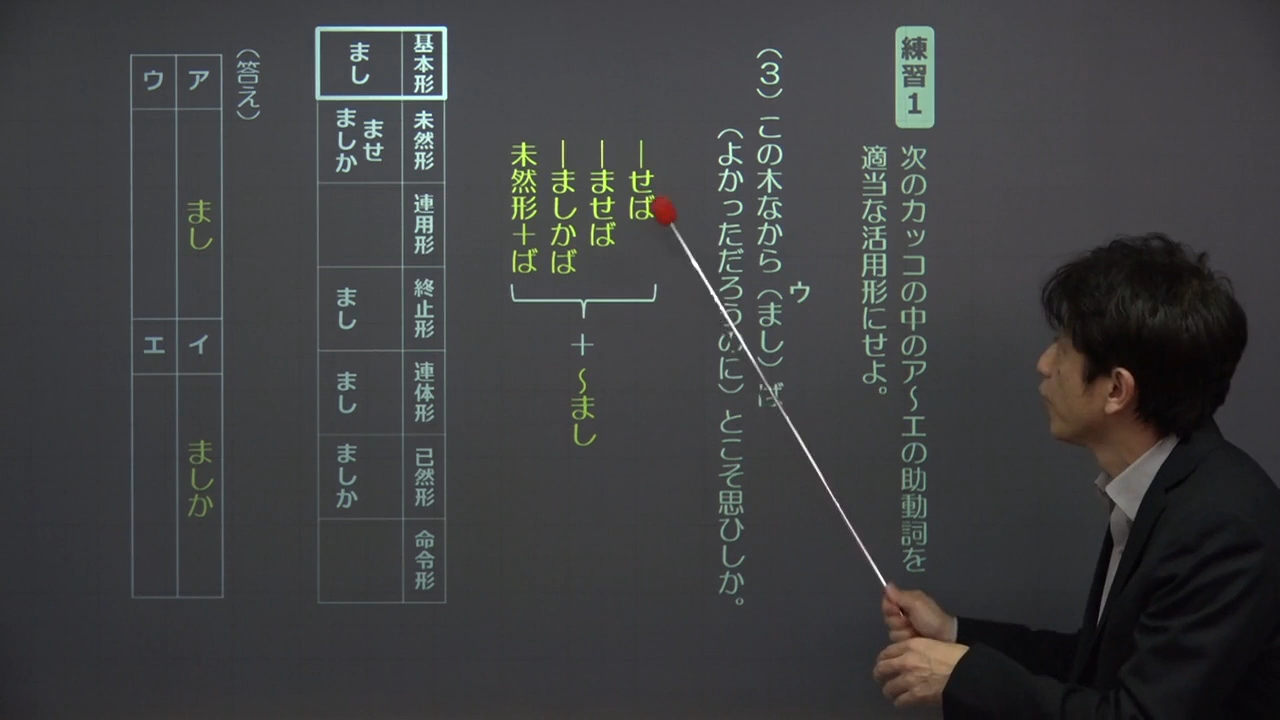 練習1
次のカッコの中のア〜エの助動詞を
適当な活用形にせよ。
ウ
（3）この木なから（まし）ば
（よかっただろうのに）とこそ思ひしか。
―せば
―ませば
―ましかば
未然形＋ば
＋〜まし
基本形 まし
未然形 ませ ましか
連用形
終止形 まし
連体形 まし
已然形 ましか
命令形
（答え）
ア まし
イ ましか
ウ
エ